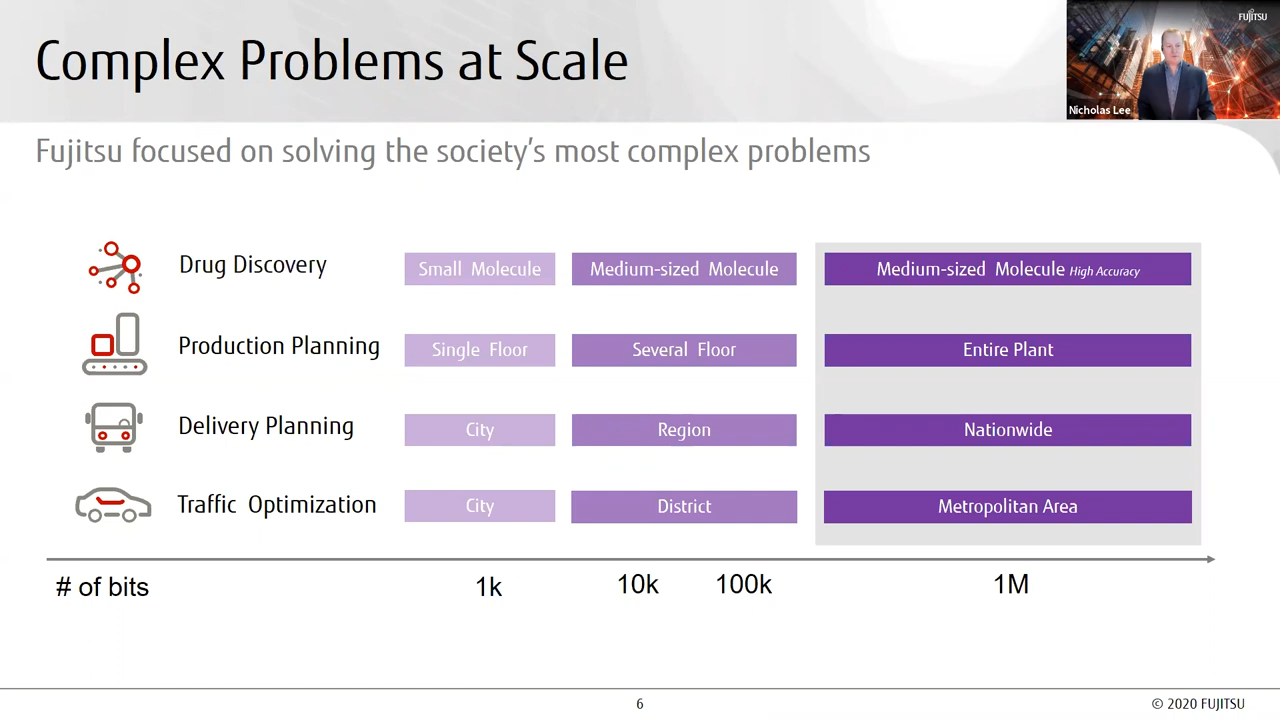 Complex Problems at Scale
FUJITSU
Nicholas Lee
Fujitsu focused on solving the society's most complex problems
Drug Discovery
Small Molecule
Medium-sized Molecule
Medium-sized Molecule High Accuracy
Production Planning
Single Floor
Several Floor
Entire Plant
Delivery Planning
City
Region
Nationwide
Traffic Optimization
City
District
Metropolitan Area
# of bits
1k
10k
100k
1M
6
© 2020 FUJITSU